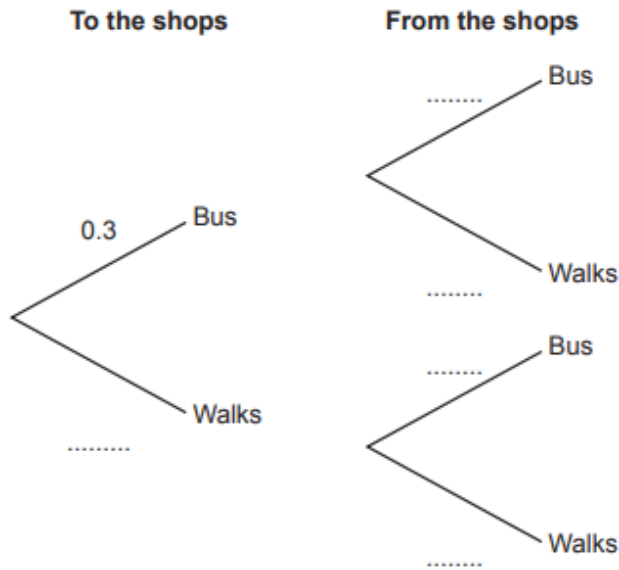 To the shops
From the shops
Bus
........
0.3
Bus
Walks
........
Bus
........
Walks
.........
Walks
........